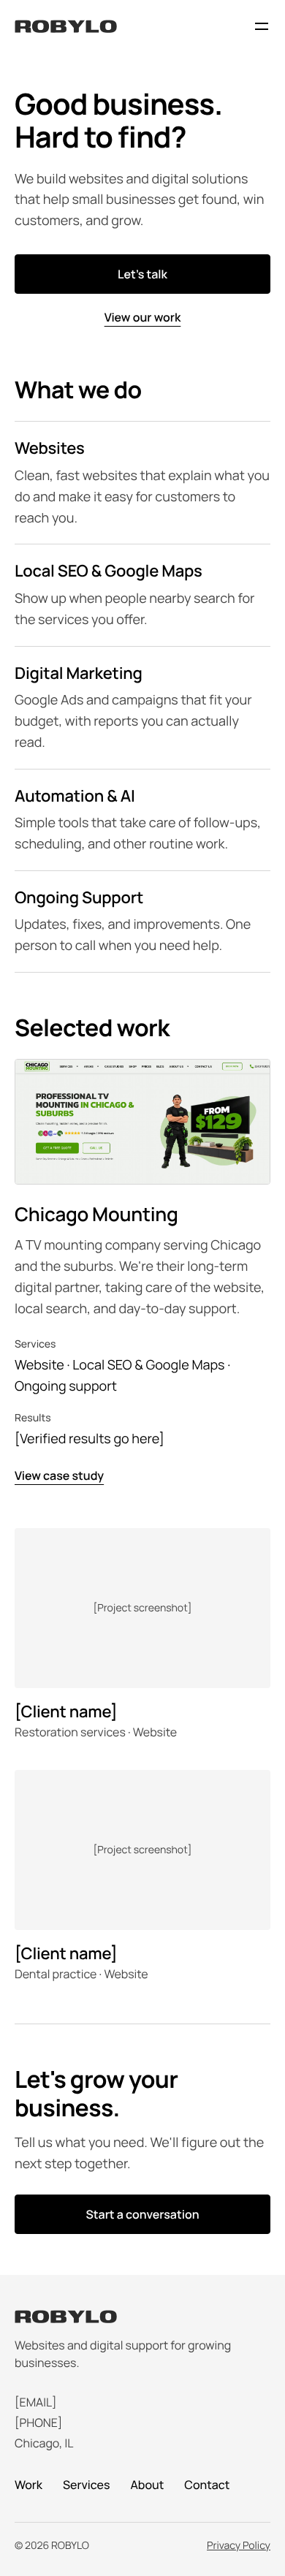 ROBYLO
Good business.
Hard to find?
We build websites and digital solutions
that help small businesses get found, win
customers, and grow.
Let's talk
View our work
What we do
Websites
Clean, fast websites that explain what you
do and make it easy for customers to
reach you.
Local SEO & Google Maps
Show up when people nearby search for
the services you offer.
Digital Marketing
Google Ads and campaigns that fit your
budget, with reports you can actually
read.
Automation & AI
Simple tools that take care of follow-ups,
scheduling, and other routine work.
Ongoing Support
Updates, fixes, and improvements. One
person to call when you need help.
Selected work
CHICAGO
MOUNTING
PROFESSIONAL TV
MOUNTING IN CHICAGO &
SUBURBS
FROM
$129
Chicago Mounting
A TV mounting company serving Chicago
and the suburbs. We're their long-term
digital partner, taking care of the website,
local search, and day-to-day support.
Services
Website · Local SEO & Google Maps ·
Ongoing support
Results
[Verified results go here]
View case study
[Project screenshot]
[Client name]
Restoration services · Website
[Project screenshot]
[Client name]
Dental practice · Website
Let's grow your
business.
Tell us what you need. We'll figure out the
next step together.
Start a conversation
ROBYLO
Websites and digital support for growing
businesses.
[EMAIL]
[PHONE]
Chicago, IL
Work Services About Contact
© 2026 ROBYLO Privacy Policy